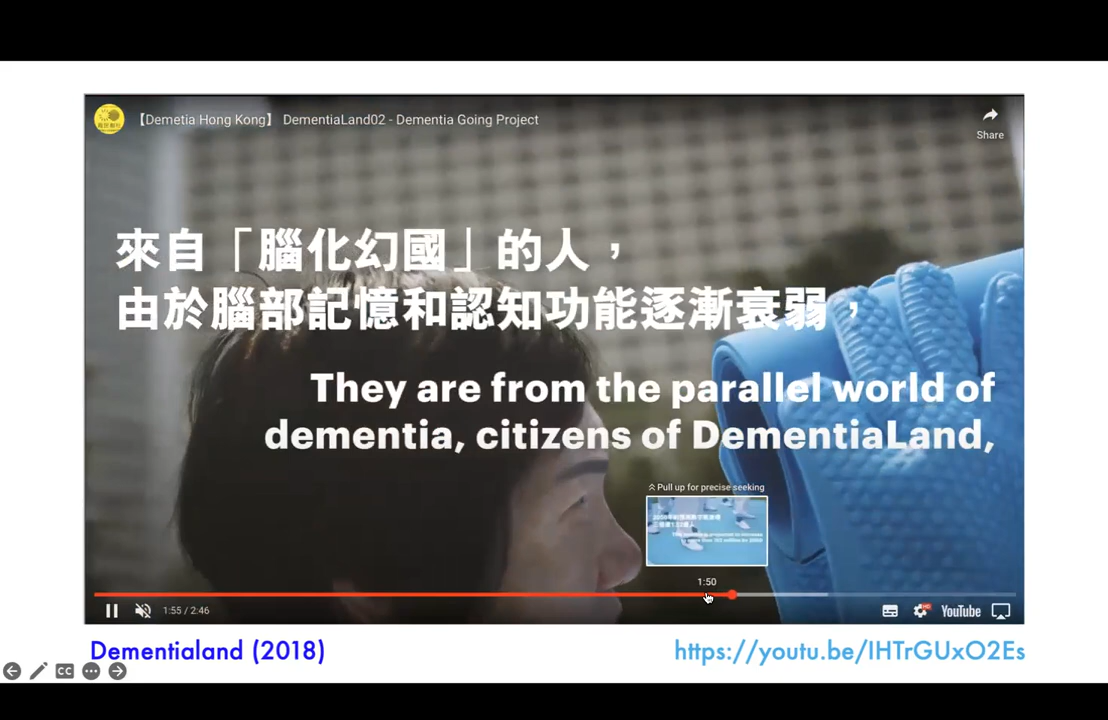 【Demetia Hong Kong】 DementiaLand02 - Dementia Going Project
Share
來自「腦化幻國」的人，
由於腦部記憶和認知功能逐漸衰弱，
They are from the parallel world of
dementia, citizens of DementiaLand,
Pull up for precise seeking
1:50
1:55 / 2:46
HD
YouTube
Dementialand (2018)
https://youtu.be/IHTrGUxO2Es
CC